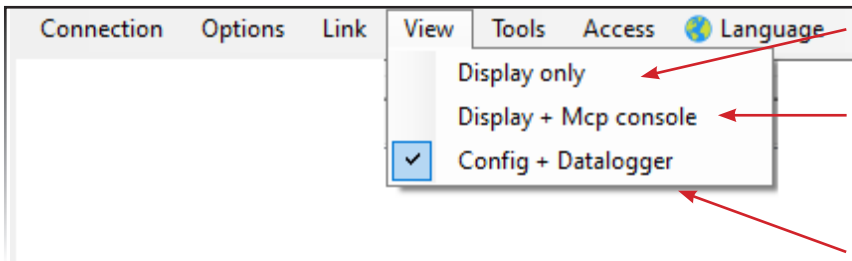 Connection Options Link View Tools Access Language
Display only
Display + Mcp console
Config + Datalogger